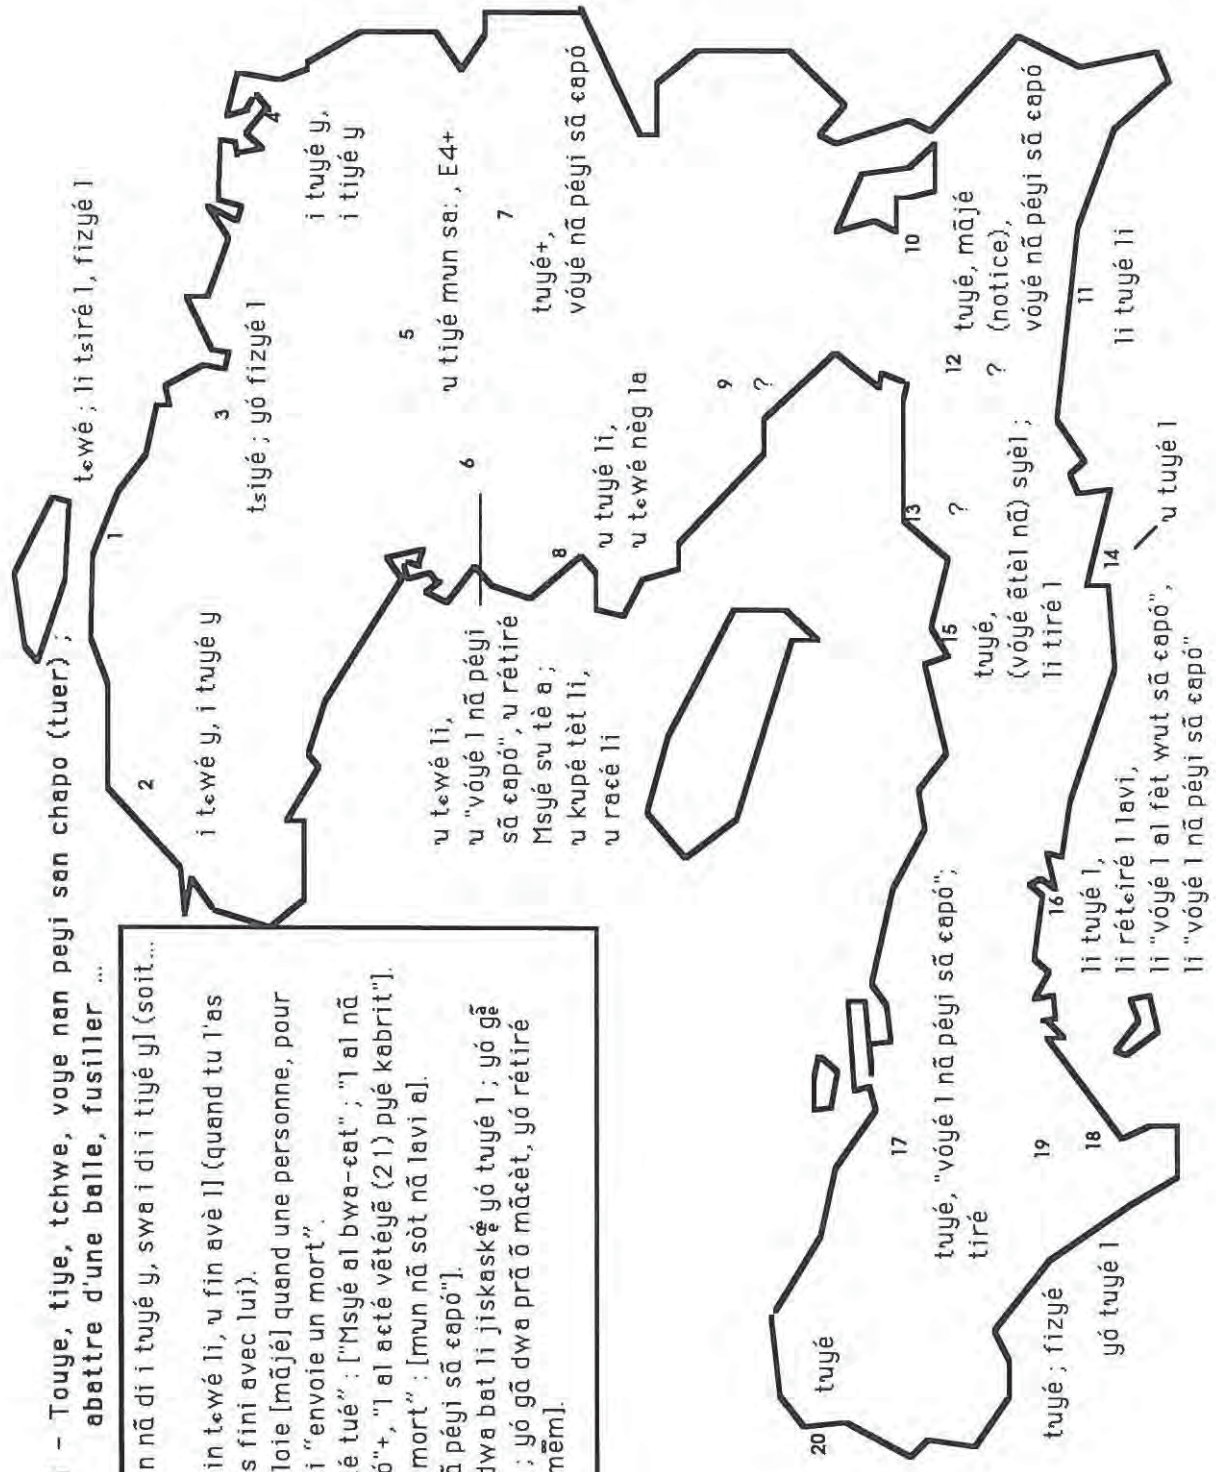 – Touye, tiye, tchwe, voye nan peyi san chapo (tuer) ;
abattre d'une balle, fusiller ...
n nã di i tuyé y, swa i di i tiyé y] (soit...
in tɕwé li, u fin avè l] (quand tu l'as
s fini avec lui).
loie [mãjé] quand une personne, pour
i "envoie un mort".
é tué" : ["Msyé al bwa-ɕat" ; "l al nã
ó"+, "l al aɕté vẽtéyẽ (21) pyé kabrit"].
mort" : [mun nã sòt nã lavi a].
ã péyi sã ɕapó"].
dwa bat li jiskaskœ̨ yó tuyé l ; yó gẽ
; yó gã dwa prã õ mãɕèt, yó rétiré
mẽm].
1
tɕwé ; li tsiré l, fizyé l
2
i tɕwé y, i tuyé y
3
tsiyé ; yó fizyé l
4
i tuyé y,
i tiyé y
5
u tiyé mun sa: , E4+
6
u tɕwé li,
u "vóyé l nã péyi
sã ɕapó", u rétiré
Msyé su tè a ;
u kupé tèt li,
u raɕé li
7
tuyé+,
vóyé nã péyi sã ɕapó
8
u tuyé li,
u tɕwé nèg la
9
?
10
tuyé, mãjé
(notice),
vóyé nã péyi sã ɕapó
11
li tuyé li
12
?
13
?
14
u tuyé l
15
tuyé,
(vóyé ẽtèl nã) syèl ;
li tiré l
16
li tuyé l,
li rétɕiré l lavi,
li "vóyé l al fèt wut sã ɕapó",
li "vóyé l nã péyi sã ɕapó"
17
tuyé, "vóyé l nã péyi sã ɕapó",
tiré
18
yó tuyé l
19
tuyé ; fizyé
20
tuyé